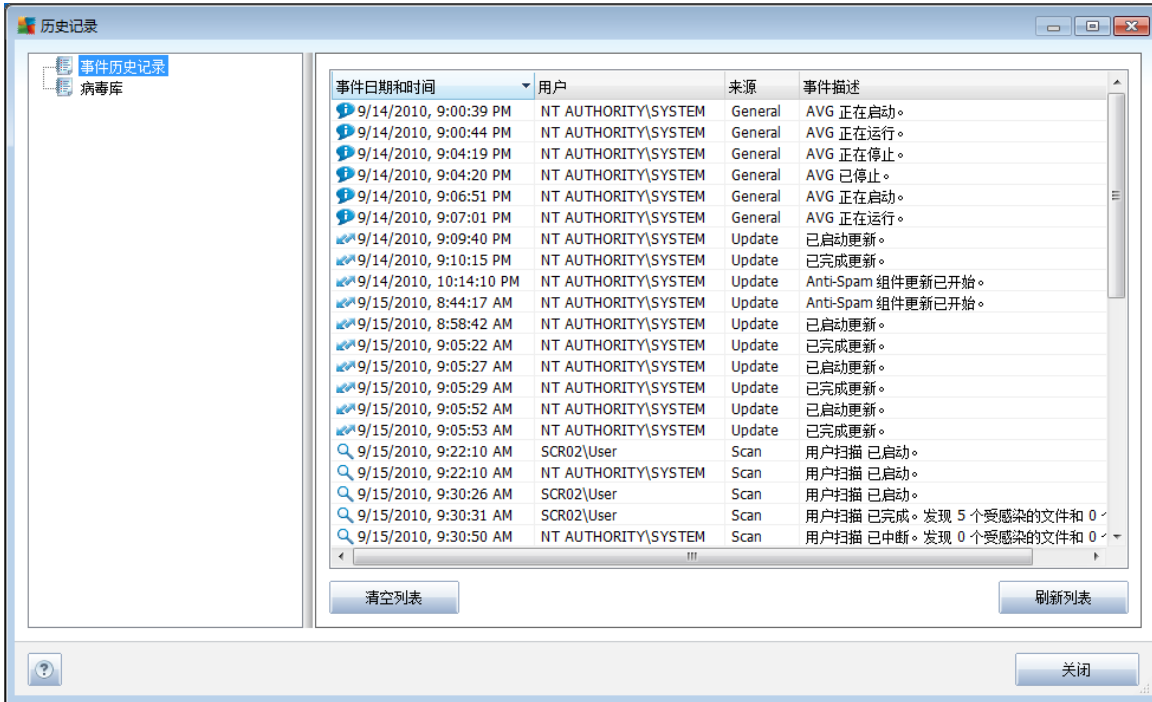 历史记录
事件历史记录
病毒库
事件日期和时间 用户 来源 事件描述
9/14/2010, 9:00:39 PM NT AUTHORITY\SYSTEM General AVG 正在启动。
9/14/2010, 9:00:44 PM NT AUTHORITY\SYSTEM General AVG 正在运行。
9/14/2010, 9:04:19 PM NT AUTHORITY\SYSTEM General AVG 正在停止。
9/14/2010, 9:04:20 PM NT AUTHORITY\SYSTEM General AVG 已停止。
9/14/2010, 9:06:51 PM NT AUTHORITY\SYSTEM General AVG 正在启动。
9/14/2010, 9:07:01 PM NT AUTHORITY\SYSTEM General AVG 正在运行。
9/14/2010, 9:09:40 PM NT AUTHORITY\SYSTEM Update 已启动更新。
9/14/2010, 9:10:15 PM NT AUTHORITY\SYSTEM Update 已完成更新。
9/14/2010, 10:14:10 PM NT AUTHORITY\SYSTEM Update Anti-Spam 组件更新已开始。
9/15/2010, 8:44:17 AM NT AUTHORITY\SYSTEM Update Anti-Spam 组件更新已开始。
9/15/2010, 8:58:42 AM NT AUTHORITY\SYSTEM Update 已启动更新。
9/15/2010, 9:05:22 AM NT AUTHORITY\SYSTEM Update 已完成更新。
9/15/2010, 9:05:27 AM NT AUTHORITY\SYSTEM Update 已启动更新。
9/15/2010, 9:05:29 AM NT AUTHORITY\SYSTEM Update 已完成更新。
9/15/2010, 9:05:52 AM NT AUTHORITY\SYSTEM Update 已启动更新。
9/15/2010, 9:05:53 AM NT AUTHORITY\SYSTEM Update 已完成更新。
9/15/2010, 9:22:10 AM SCR02\User Scan 用户扫描 已启动。
9/15/2010, 9:22:10 AM NT AUTHORITY\SYSTEM Scan 用户扫描 已启动。
9/15/2010, 9:30:26 AM SCR02\User Scan 用户扫描 已启动。
9/15/2010, 9:30:31 AM SCR02\User Scan 用户扫描 已完成。发现 5 个受感染的文件和 0
9/15/2010, 9:30:50 AM NT AUTHORITY\SYSTEM Scan 用户扫描 已中断。发现 0 个受感染的文件和 0
清空列表 刷新列表
? 关闭